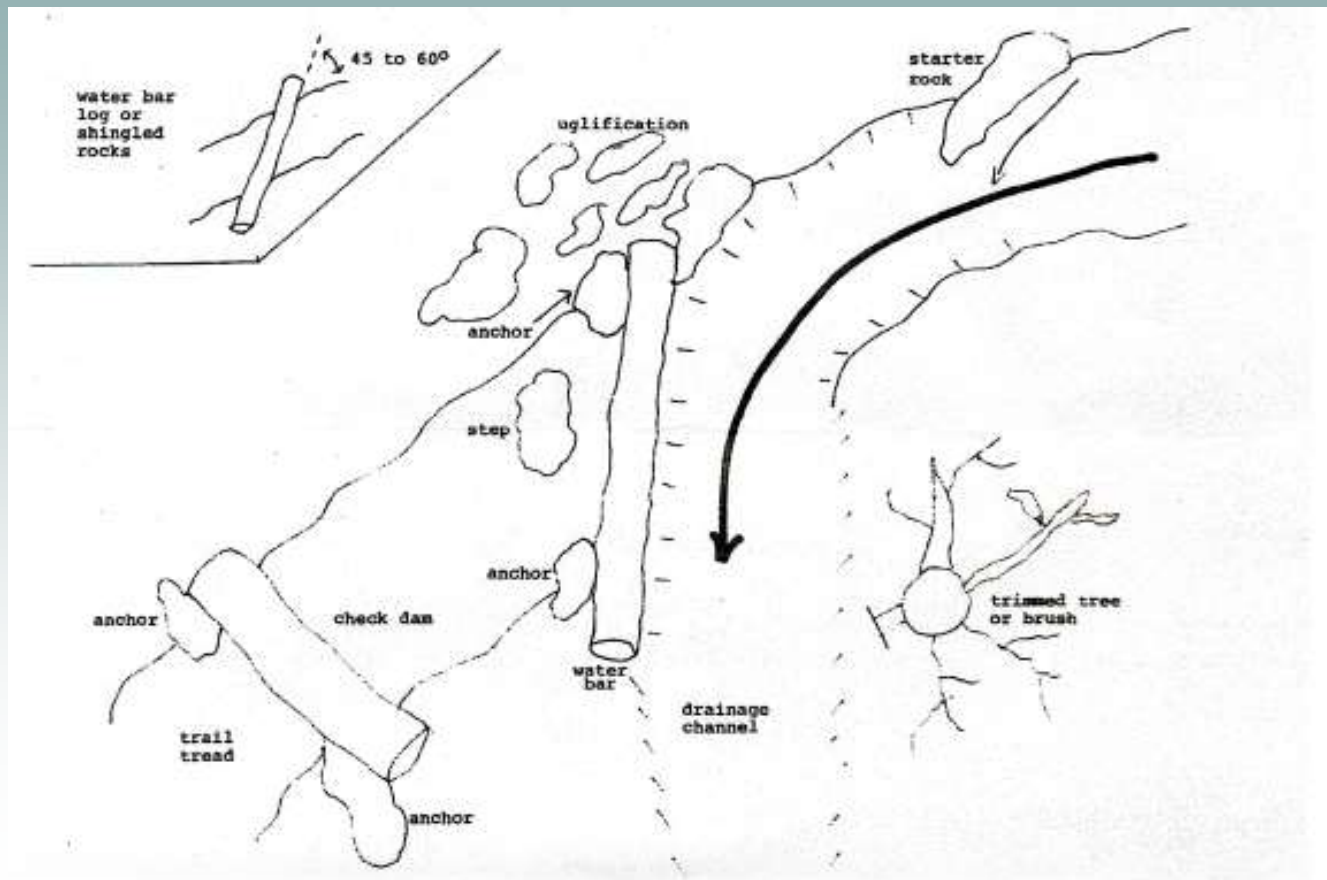 45 to 60°
water bar
log or
shingled
rocks
starter
rock
uglification
anchor
step
anchor
anchor
check dam
trimmed tree
or brush
water
bar
drainage
channel
trail
tread
anchor